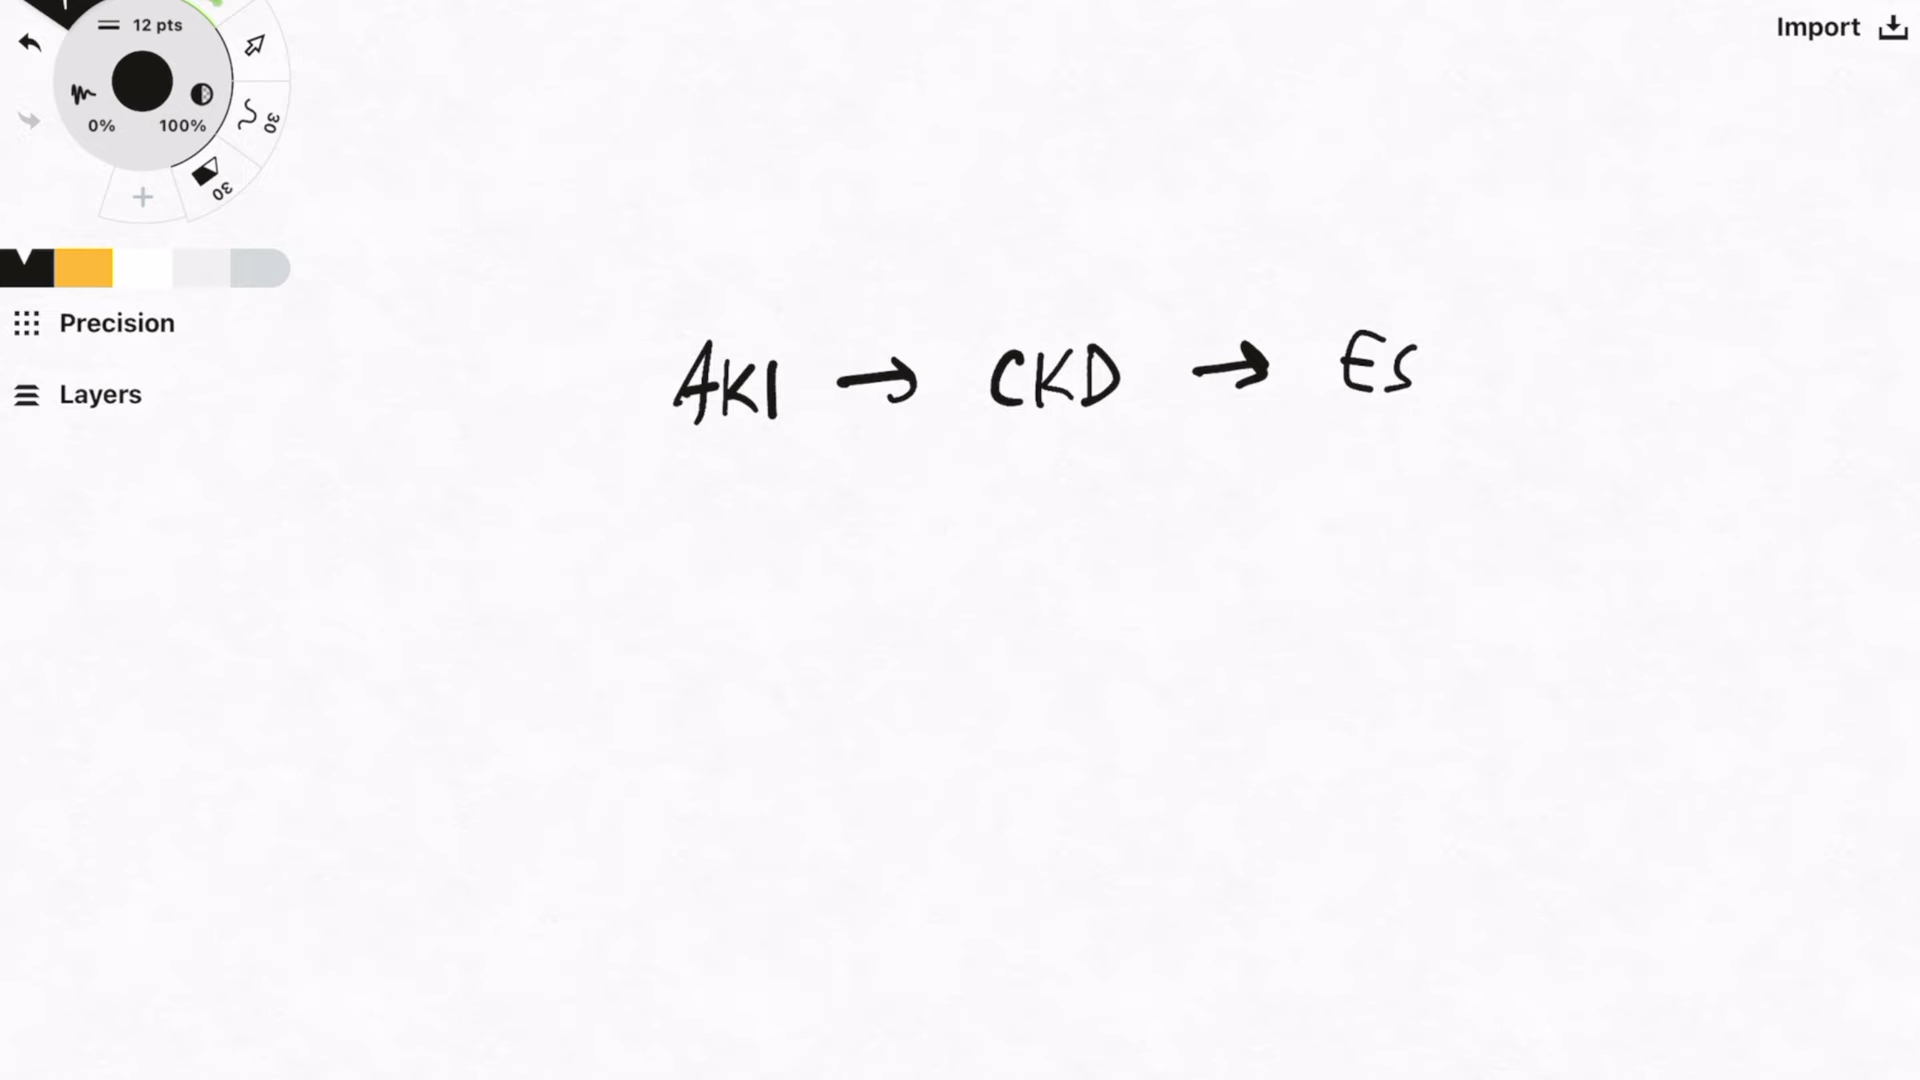 12 pts
Import
0%
100%
30
30
Precision
Layers
AKI → CKD → ES